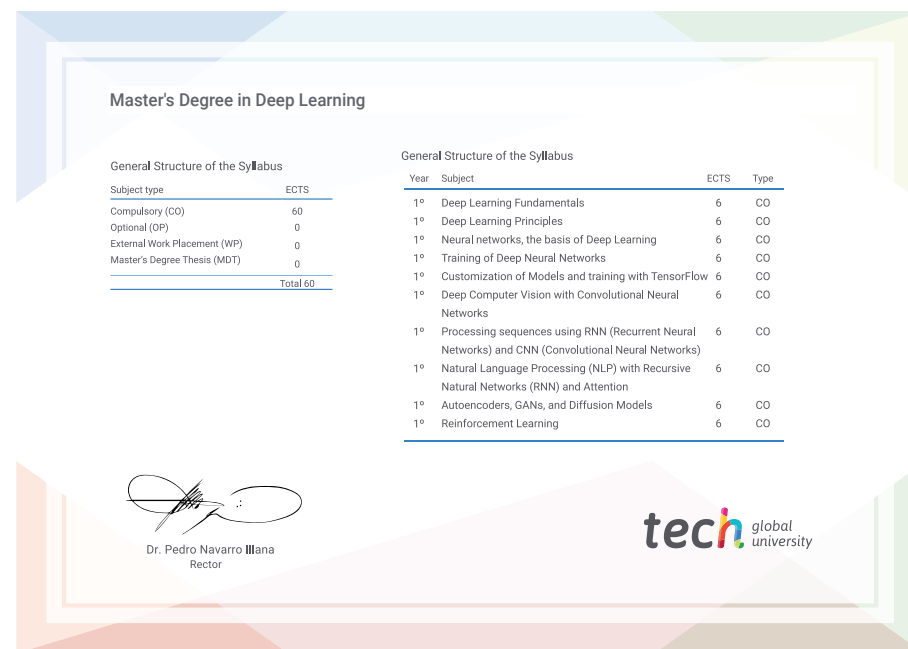 Master's Degree in Deep Learning
General Structure of the Syllabus
Subject type ECTS
Compulsory (CO) 60
Optional (OP) 0
External Work Placement (WP) 0
Master's Degree Thesis (MDT) 0
Total 60
General Structure of the Syllabus
Year Subject ECTS Type
1º Deep Learning Fundamentals 6 CO
1º Deep Learning Principles 6 CO
1º Neural networks, the basis of Deep Learning 6 CO
1º Training of Deep Neural Networks 6 CO
1º Customization of Models and training with TensorFlow 6 CO
1º Deep Computer Vision with Convolutional Neural 6 CO
Networks
1º Processing sequences using RNN (Recurrent Neural 6 CO
Networks) and CNN (Convolutional Neural Networks)
1º Natural Language Processing (NLP) with Recursive 6 CO
Natural Networks (RNN) and Attention
1º Autoencoders, GANs, and Diffusion Models 6 CO
1º Reinforcement Learning 6 CO
Dr. Pedro Navarro Illana
Rector
tech global
university